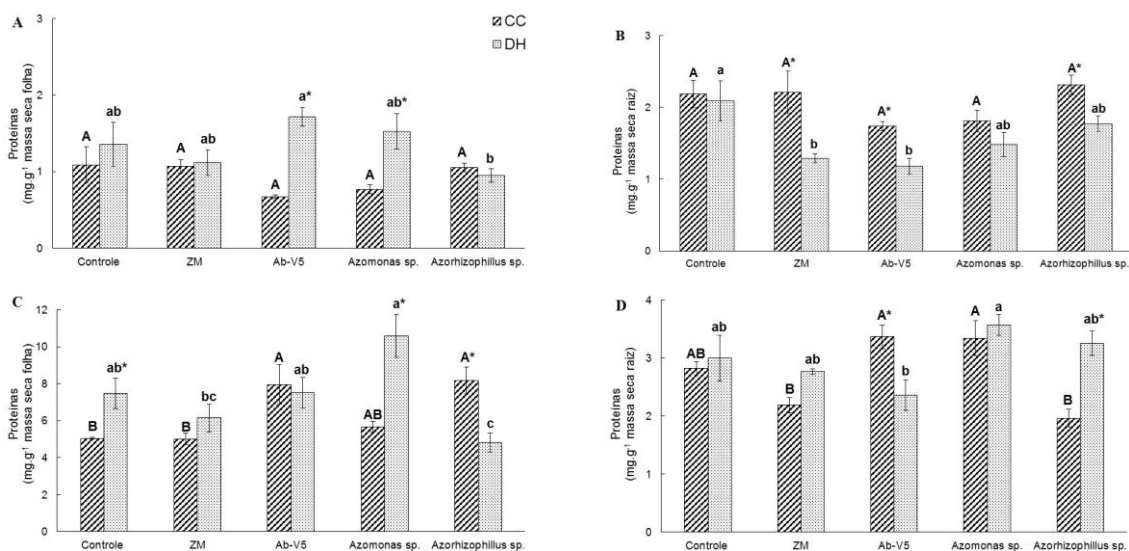 A
3
2
1
0
Proteínas
(mg.g⁻¹ massa seca folha)
CC
DH
A
ab
A
ab
A
a*
A
ab*
A
b
Controle
ZM
Ab-V5
Azomonas sp.
Azorhizophillus sp.
B
3
2
1
0
Proteínas
(mg.g⁻¹ massa seca raiz)
A
a
A*
b
A*
b
A
ab
A*
ab
Controle
ZM
Ab-V5
Azomonas sp.
Azorhizophillus sp.
C
12
10
8
6
4
2
0
Proteínas
(mg.g⁻¹ massa seca folha)
B
ab*
B
bc
A
ab
AB
a*
A*
c
Controle
ZM
Ab-V5
Azomonas sp.
Azorhizophillus sp.
D
4
3
2
1
0
Proteínas
(mg.g⁻¹ massa seca raiz)
AB
ab
B
ab
A*
b
A
a
B
ab*
Controle
ZM
Ab-V5
Azomonas sp.
Azorhizophillus sp.